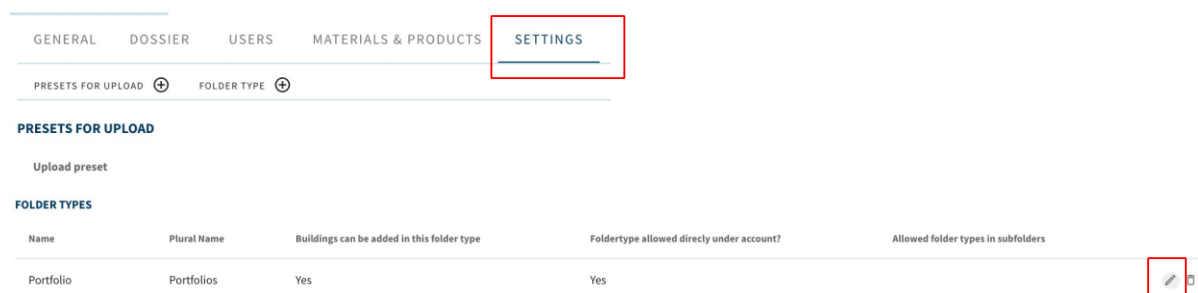 GENERAL DOSSIER USERS MATERIALS & PRODUCTS SETTINGS
PRESETS FOR UPLOAD FOLDER TYPE
PRESETS FOR UPLOAD
Upload preset
FOLDER TYPES
Name Plural Name Buildings can be added in this folder type Foldertype allowed direcly under account? Allowed folder types in subfolders
Portfolio Portfolios Yes Yes